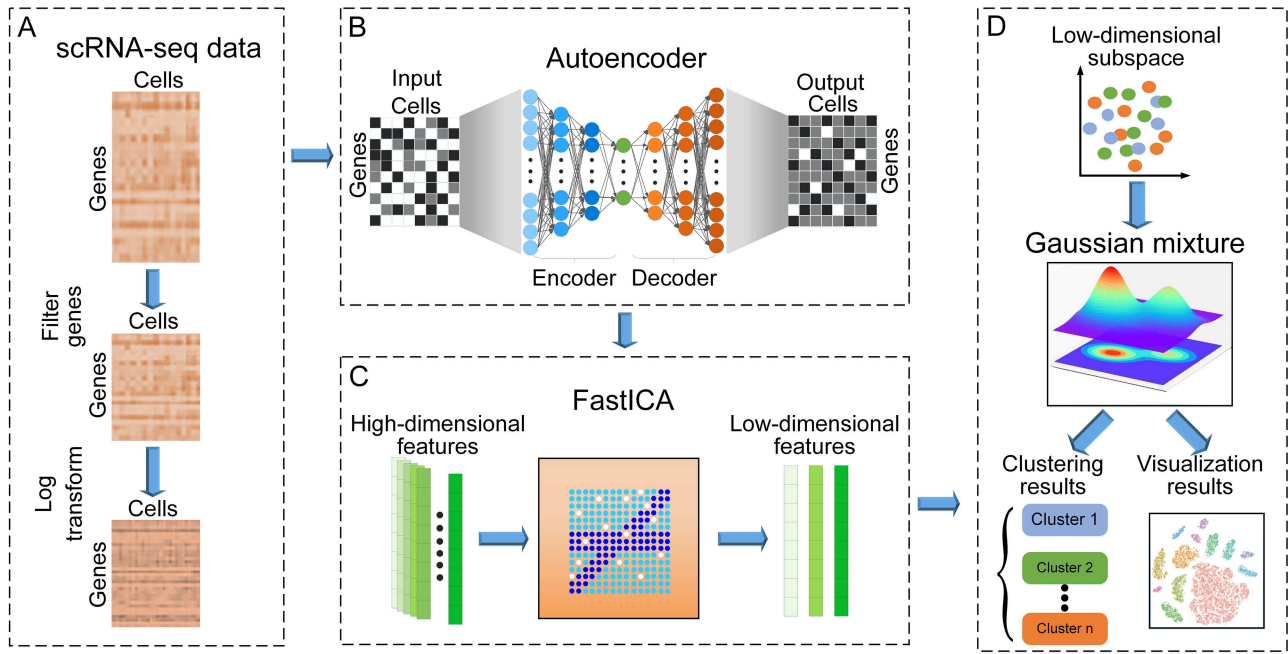 A
scRNA-seq data
Cells
Genes
Filter
genes
Cells
Genes
Log
transform
Cells
Genes
B
Autoencoder
Input
Cells
Genes
Output
Cells
Genes
Encoder
Decoder
C
FastICA
High-dimensional
features
Low-dimensional
features
D
Low-dimensional
subspace
Gaussian mixture
Clustering
results
Visualization
results
Cluster 1
Cluster 2
Cluster n